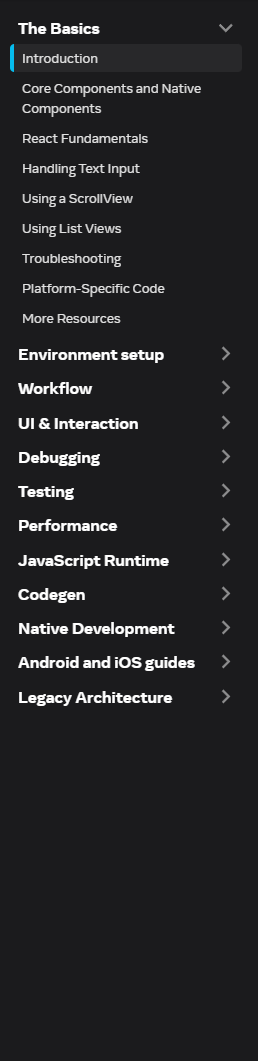 The Basics
Introduction
Core Components and Native
Components
React Fundamentals
Handling Text Input
Using a ScrollView
Using List Views
Troubleshooting
Platform-Specific Code
More Resources
Environment setup
Workflow
UI & Interaction
Debugging
Testing
Performance
JavaScript Runtime
Codegen
Native Development
Android and iOS guides
Legacy Architecture